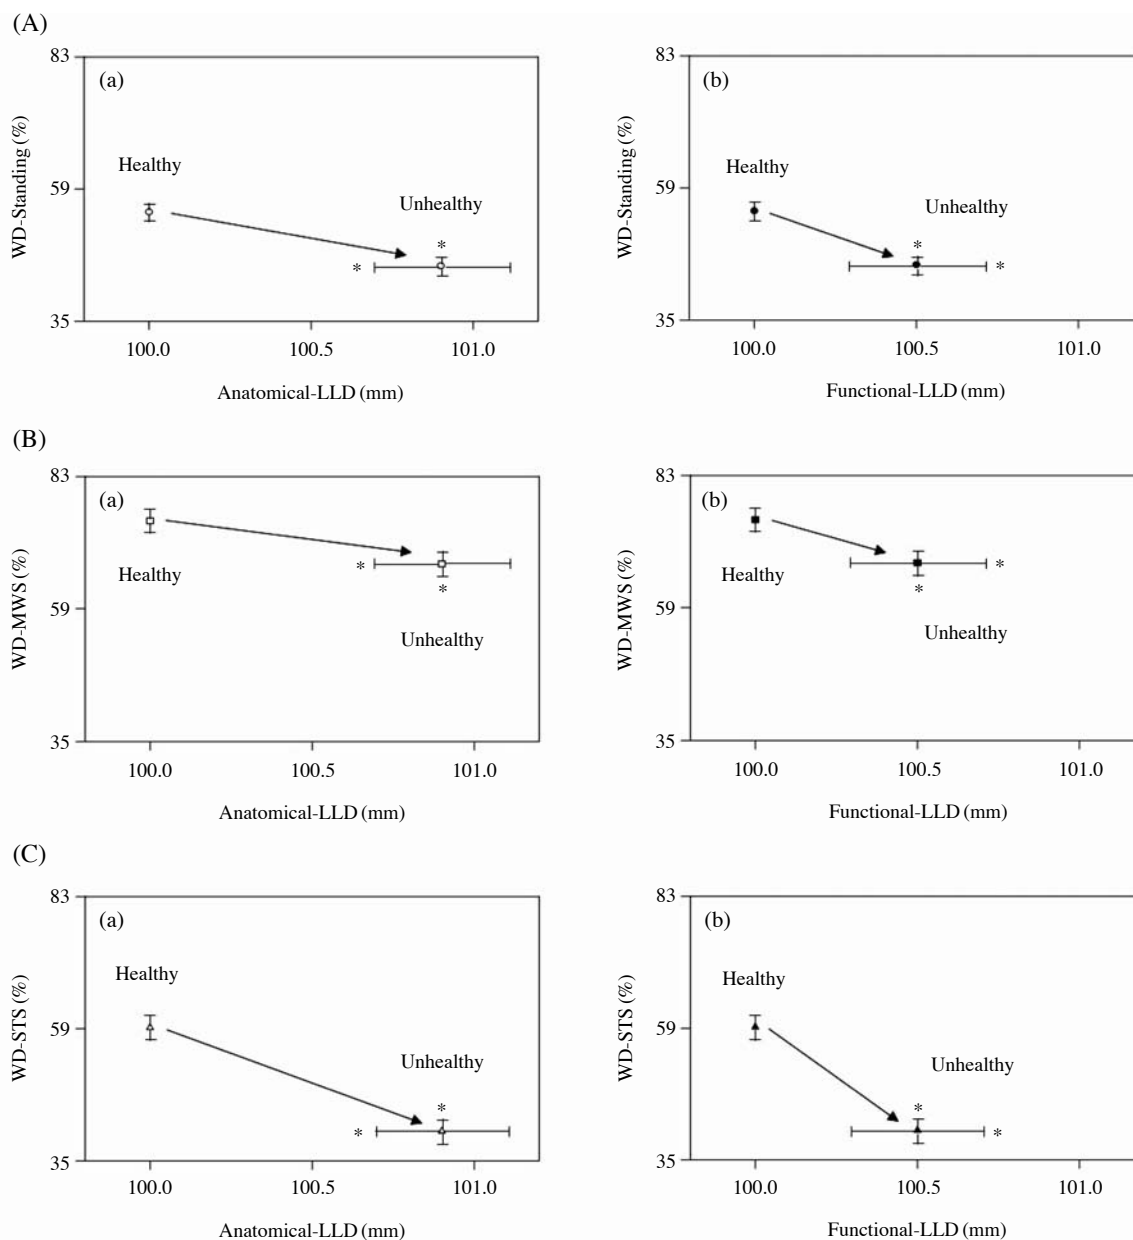 (A)
83
(a)
Healthy
59
Unhealthy
*
*
35
100.0 100.5 101.0
WD-Standing (%)
Anatomical-LLD (mm)
83
(b)
Healthy
59
Unhealthy
*
*
35
100.0 100.5 101.0
WD-Standing (%)
Functional-LLD (mm)
(B)
83
(a)
Healthy
*
*
59
Unhealthy
35
100.0 100.5 101.0
WD-MWS (%)
Anatomical-LLD (mm)
83
(b)
Healthy
*
*
59
Unhealthy
35
100.0 100.5 101.0
WD-MWS (%)
Functional-LLD (mm)
(C)
83
(a)
Healthy
59
Unhealthy
*
*
35
100.0 100.5 101.0
WD-STS (%)
Anatomical-LLD (mm)
83
(b)
Healthy
59
Unhealthy
*
*
35
100.0 100.5 101.0
WD-STS (%)
Functional-LLD (mm)